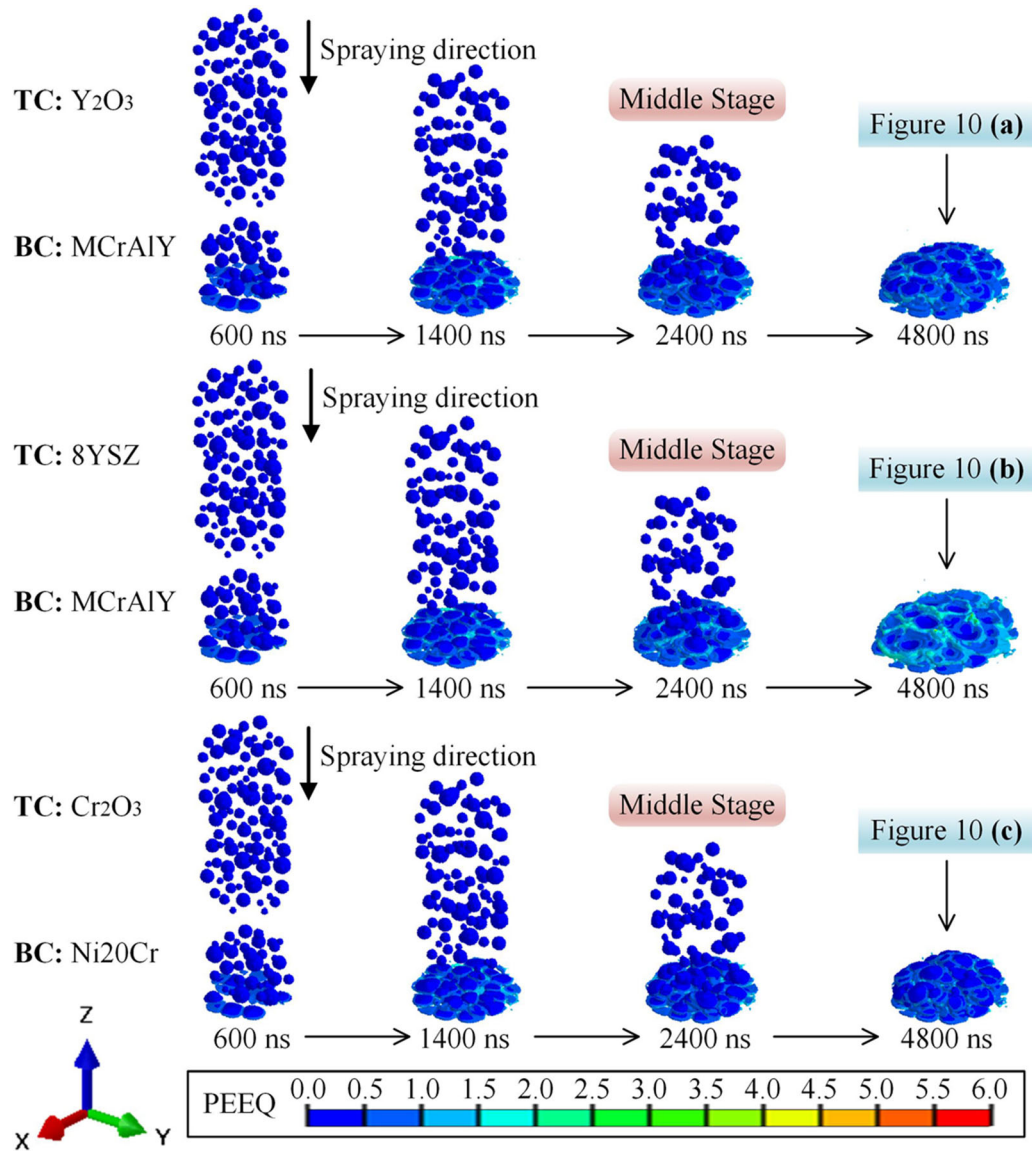 Spraying direction
TC: Y2O3
Middle Stage
Figure 10 (a)
BC: MCrAlY
600 ns
1400 ns
2400 ns
4800 ns
Spraying direction
TC: 8YSZ
Middle Stage
Figure 10 (b)
BC: MCrAlY
600 ns
1400 ns
2400 ns
4800 ns
Spraying direction
TC: Cr2O3
Middle Stage
Figure 10 (c)
BC: Ni20Cr
600 ns
1400 ns
2400 ns
4800 ns
Z
X
Y
PEEQ
0.0 0.5 1.0 1.5 2.0 2.5 3.0 3.5 4.0 4.5 5.0 5.5 6.0